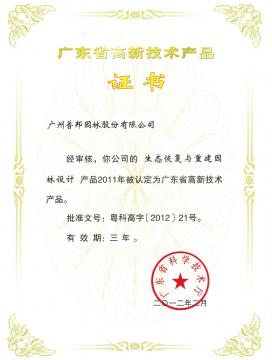 广东省高新技术产品
证书
广州普邦园林股份有限公司
经审核，你公司的 生态恢复与重建园
林设计 产品2011年被认定为广东省高新技术
产品。
批准文号：粤科高字〔2012〕21号。
有 效 期：三 年。
广东省科学技术厅
二〇一二年二月